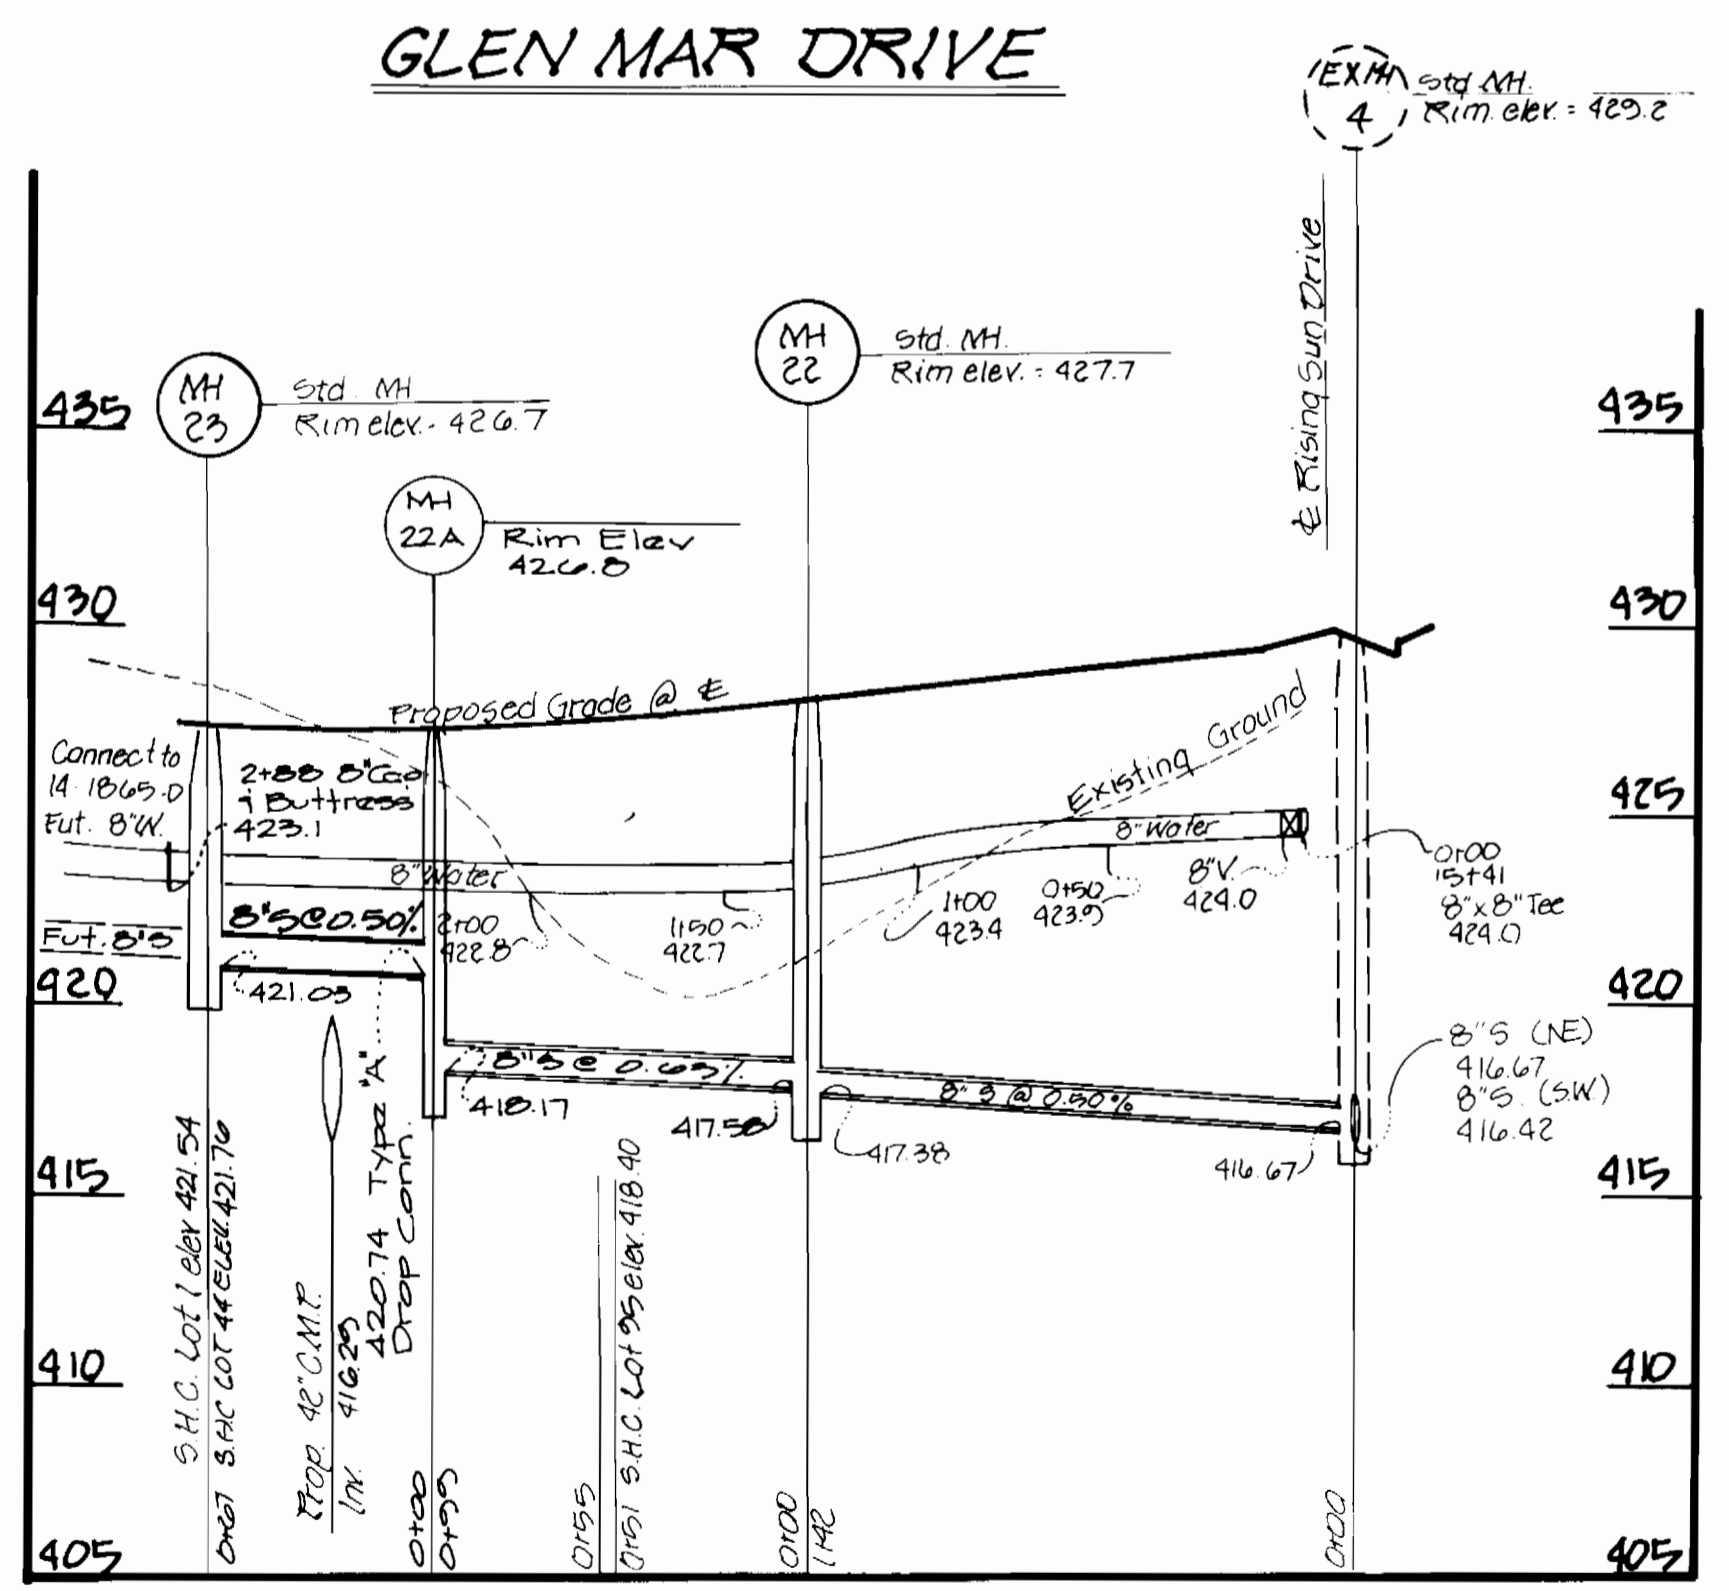 GLEN MAR DRIVE
EX MH
4
Std MH.
Rim. elev. = 429.2
℄ Rising Sun Drive
MH
22
Std. MH.
Rim elev. = 427.7
MH
23
Std. MH
Rim elev. - 426.7
MH
22A
Rim Elev
426.8
435
430
425
420
415
410
405
435
430
420
415
410
405
Proposed Grade @ ℄
Existing Ground
Connect to
14.1865.D
Fut. 8"W.
2+88 8"Cap
& Buttress
423.1
8"Water
8"Water
8"S@0.50%
Fut. 8"S
421.03
2+00
422.8
1+50
422.7
1+00
423.4
0+50
423.9
8"V.
424.0
0+00
15+41
8"x8" Tee
424.0
8"S @ 0.63%
418.17
417.58
8" S @ 0.50%
417.38
416.67
8"S (NE)
416.67
8"S. (S.W.)
416.42
S.H.C. Lot 1 elev 421.54
0+67 S.H.C LOT 44 ELEV. 421.76
Prop. 42" C.M.P.
Inv. 416.29
420.74 Type "A"
Drop Conn.
0+00
0+99
0+55
0+51 S.H.C. Lot 95 elev. 418.40
0+00
1+42
0+00